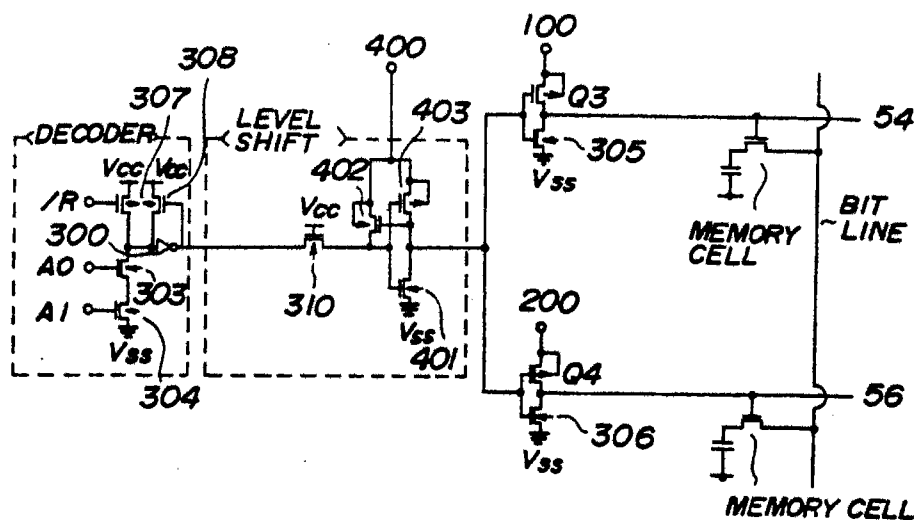 100
308
400
307
403
Q3
DECODER
LEVEL
SHIFT
54
305
Vcc Vcc
402
Vss
/R
Vcc
BIT
LINE
MEMORY
CELL
300
A0
303
310
A1
Vss
401
200
Vss
304
Q4
56
306
Vss
MEMORY CELL